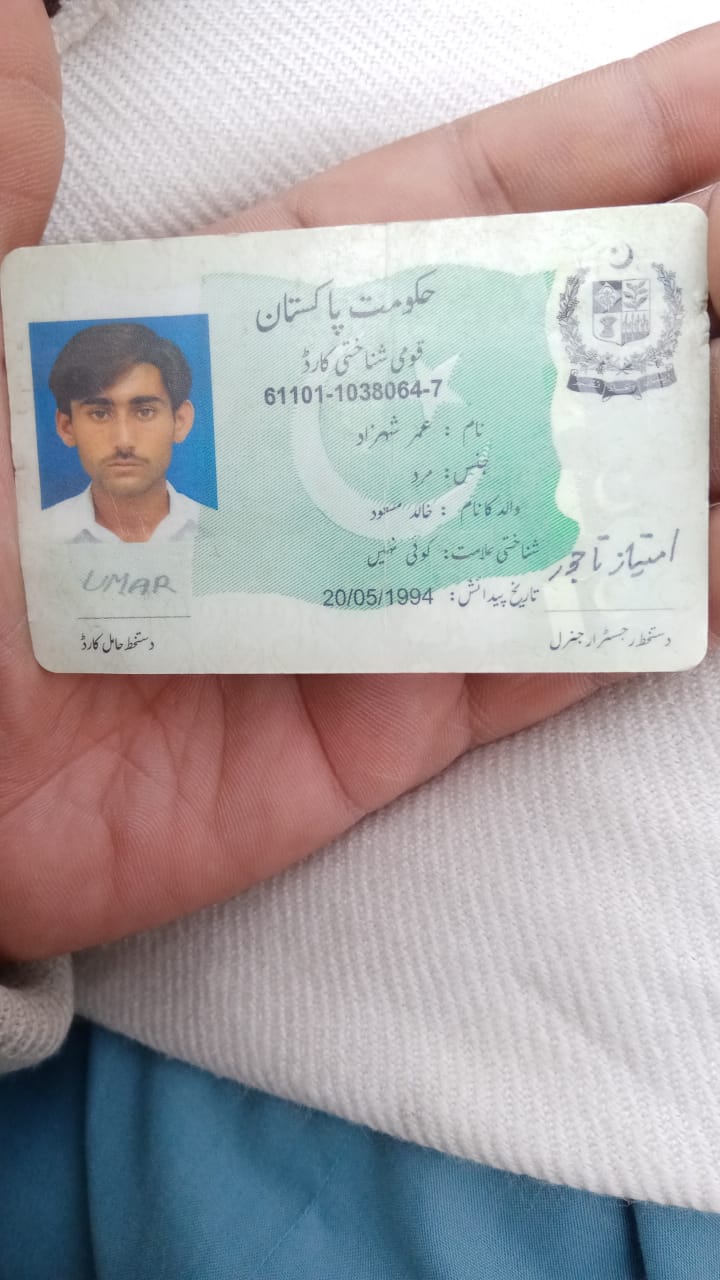 حکومت پاکستان
قومی شناختی کارڈ
61101-1038064-7
نام : عمر شہزاد
جنس: مرد
والد کا نام : خالد مسعود
شناختی علامت: کوئی نہیں
تاریخ پیدائش: 20/05/1994
امتیاز تاجور
دستخط رجسٹرار جنرل
UMAR
دستخط حامل کارڈ